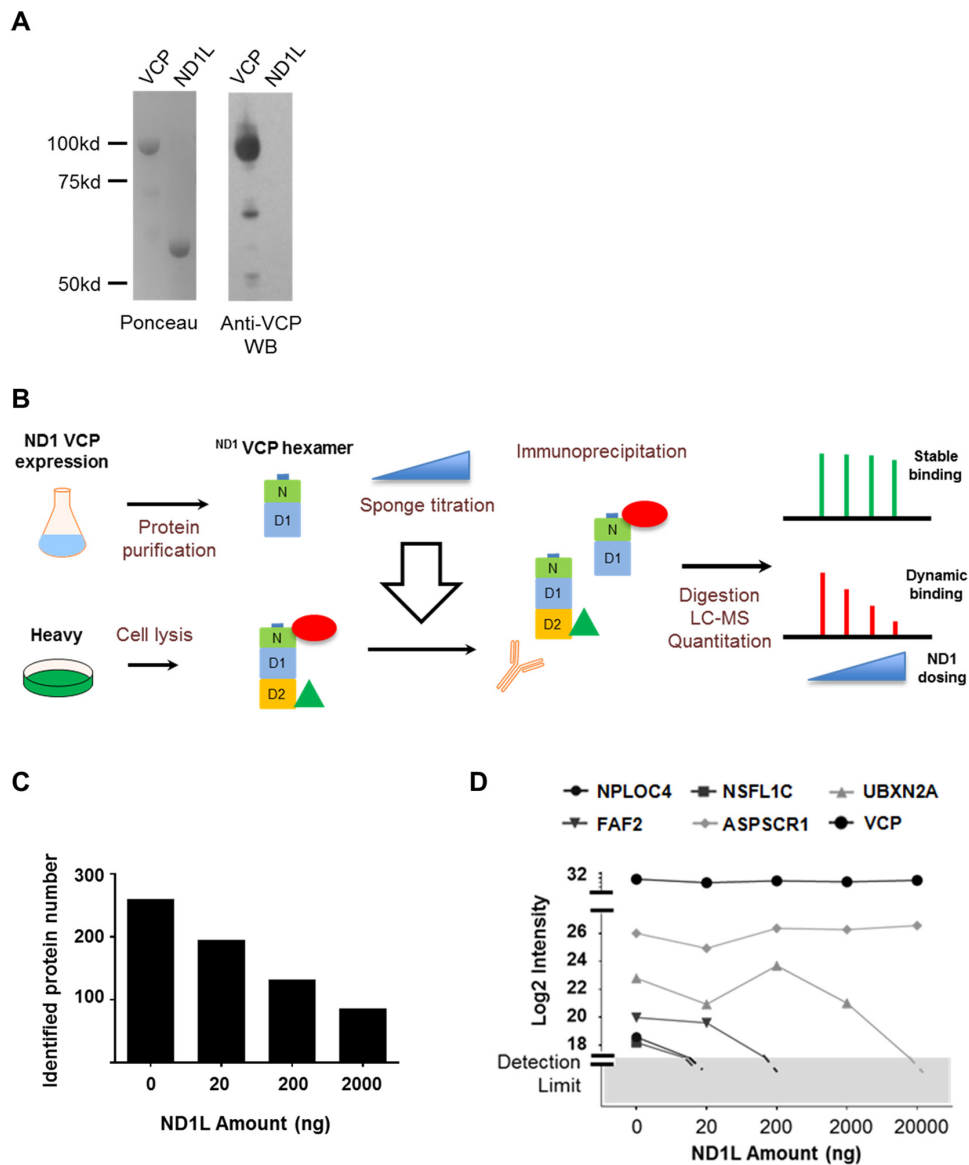 A
VCP ND1L VCP ND1L
100kd
75kd
50kd
Ponceau
Anti-VCP
WB
B
ND1 VCP
expression
Protein
purification
ND1 VCP hexamer
N
D1
Sponge titration
Heavy
Cell lysis
N
D1
D2
Immunoprecipitation
N
D1
N
D1
D2
Digestion
LC-MS
Quantitation
Stable
binding
Dynamic
binding
ND1
dosing
C
Identified protein number
300
200
100
0 20 200 2000
ND1L Amount (ng)
D
NPLOC4 NSFL1C UBXN2A
FAF2 ASPSCR1 VCP
Log2 Intensity
32
26
24
22
20
18
Detection
Limit
0 20 200 2000 20000
ND1L Amount (ng)